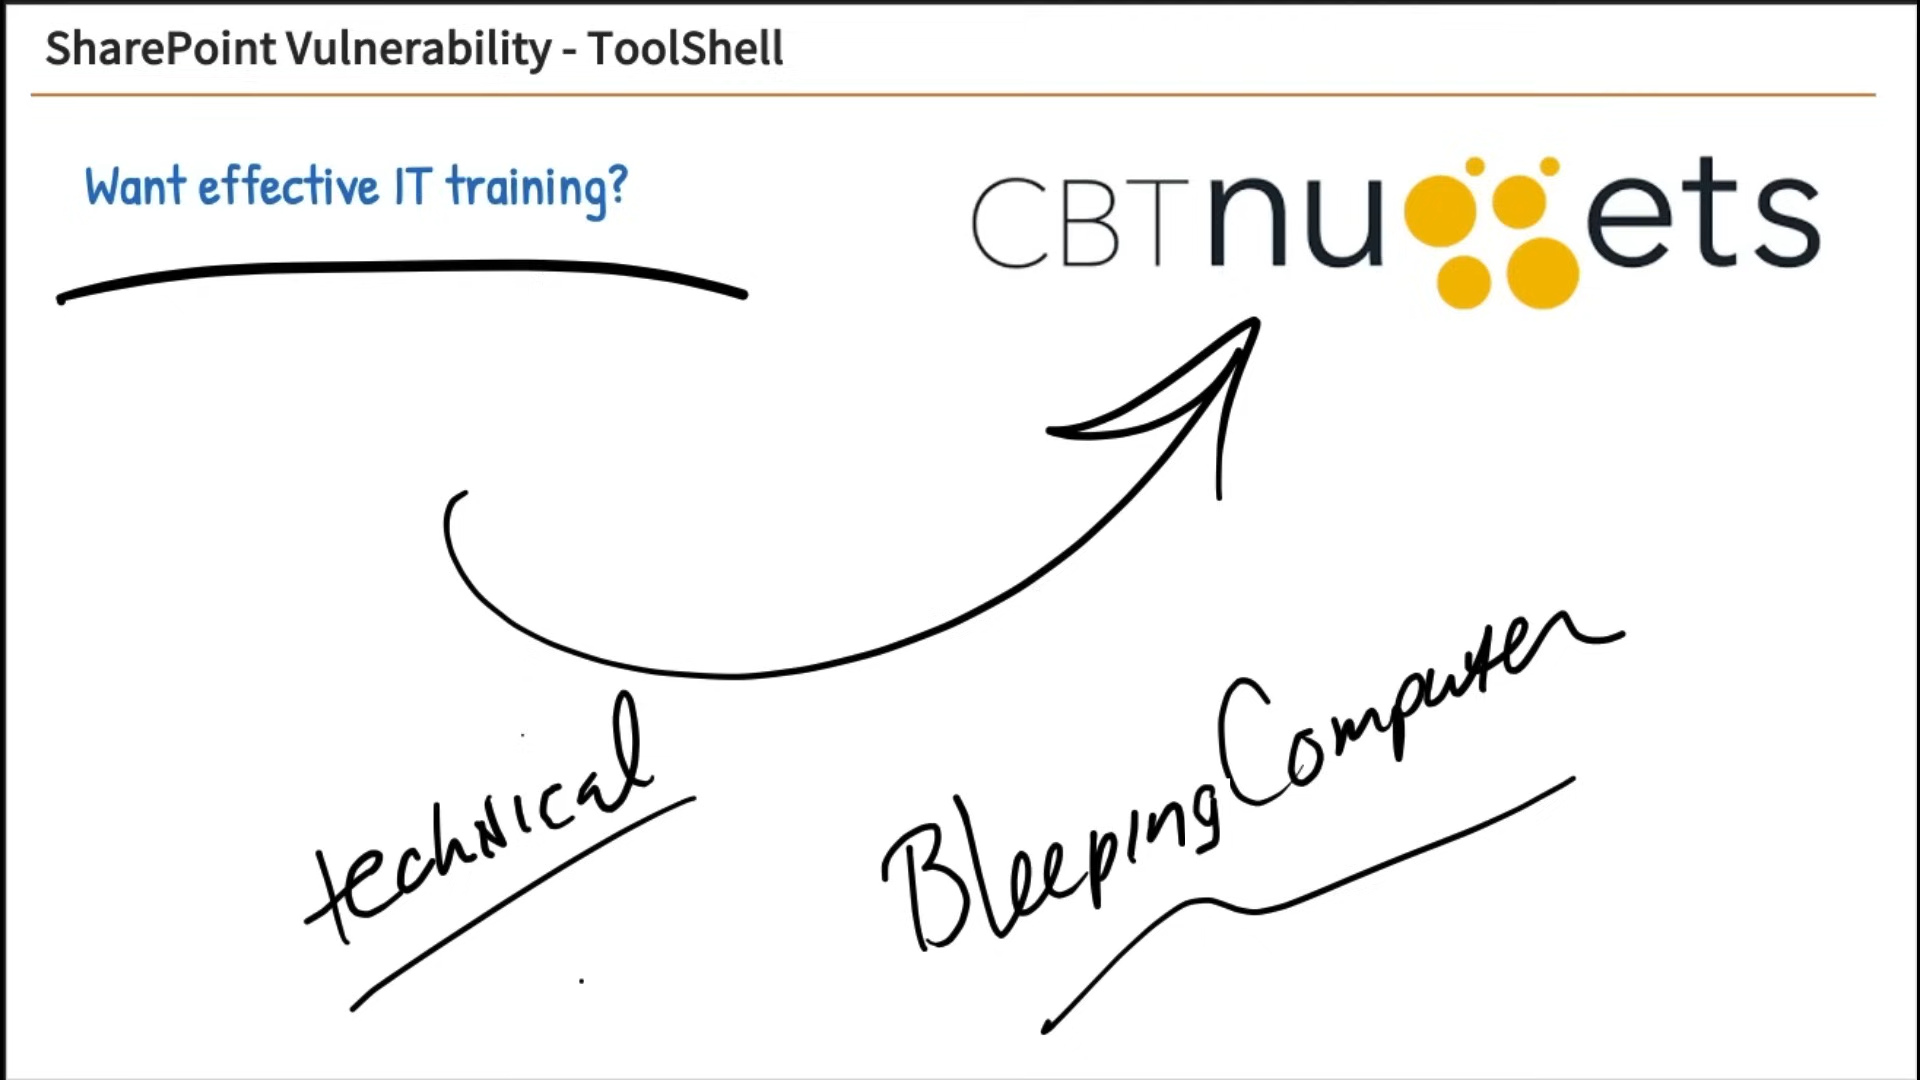 SharePoint Vulnerability - ToolShell
Want effective IT training?
CBTnuggets
technical
BleepingComputer